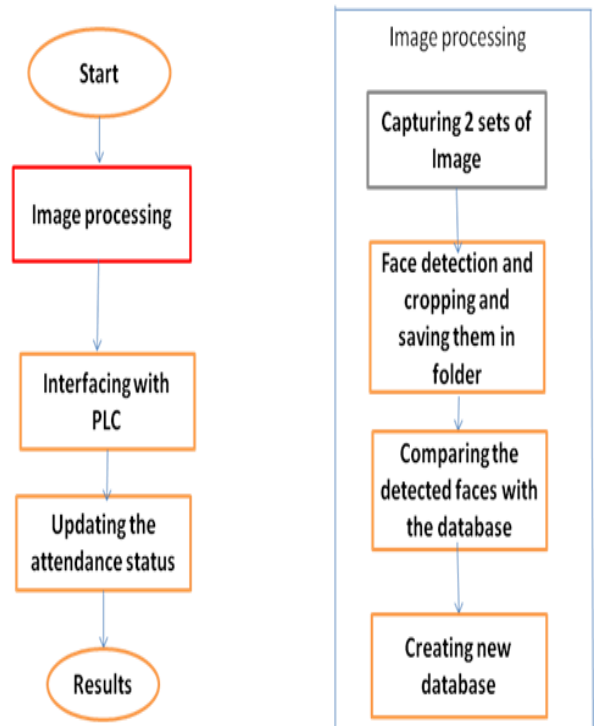 Start
Image processing
Interfacing with
PLC
Updating the
attendance status
Results
Image processing
Capturing 2 sets of
Image
Face detection and
cropping and
saving them in
folder
Comparing the
detected faces with
the database
Creating new
database